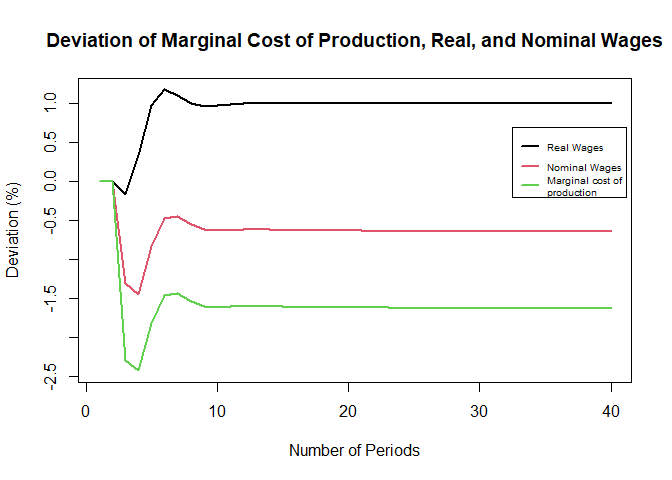 Deviation of Marginal Cost of Production, Real, and Nominal Wages
Deviation (%)
1.0
0.5
0.0
-0.5
-1.5
-2.5
Real Wages
Nominal Wages
Marginal cost of
production
0 10 20 30 40
Number of Periods